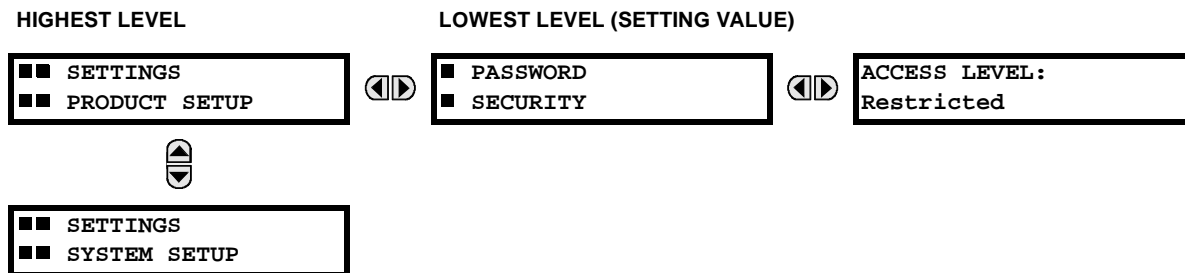 HIGHEST LEVEL
LOWEST LEVEL (SETTING VALUE)
■■ SETTINGS
■■ PRODUCT SETUP
■ PASSWORD
■ SECURITY
ACCESS LEVEL:
Restricted
■■ SETTINGS
■■ SYSTEM SETUP